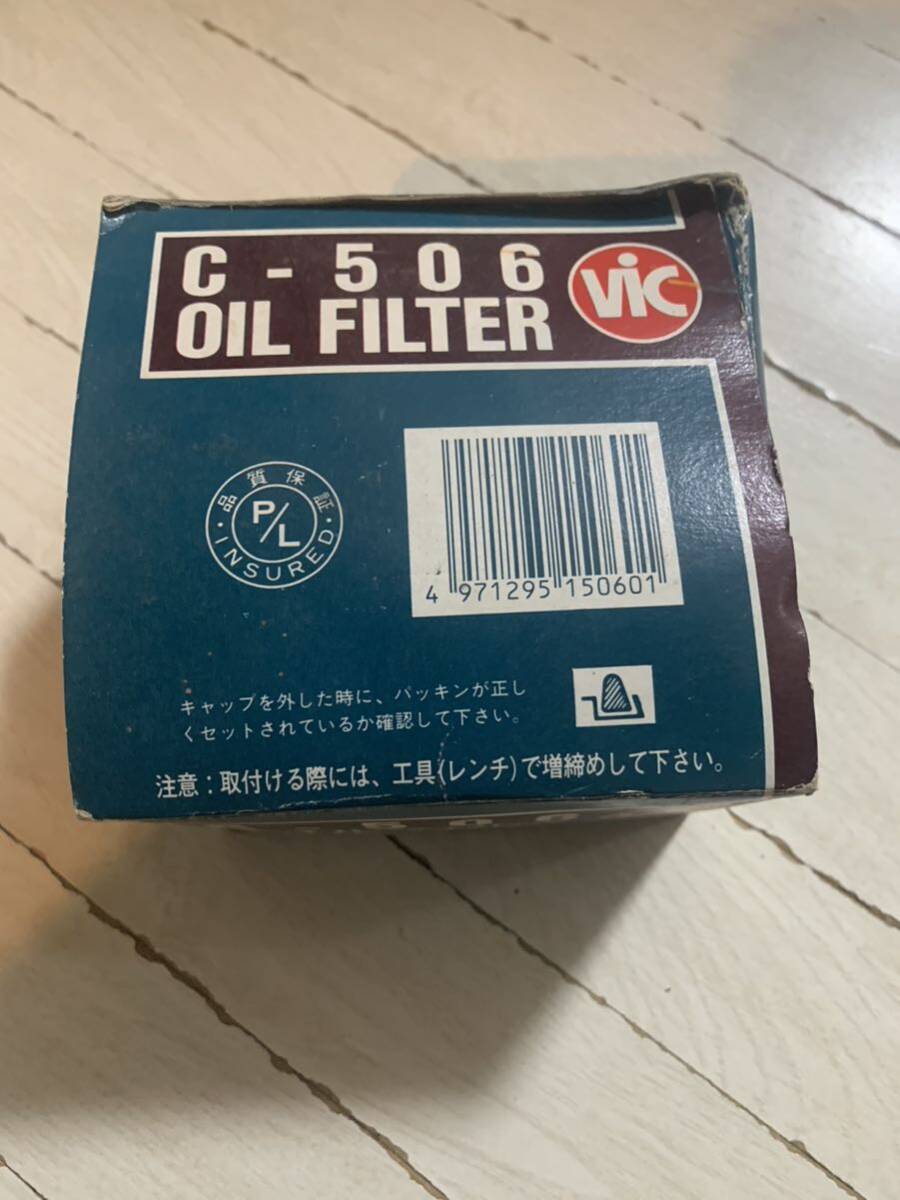 C-506
OIL FILTER
ViC
品質保証
P/L
INSURED
4 971295 150601
キャップを外した時に、パッキンが正し
くセットされているか確認して下さい。
注意：取付ける際には、工具(レンチ)で増締めして下さい。